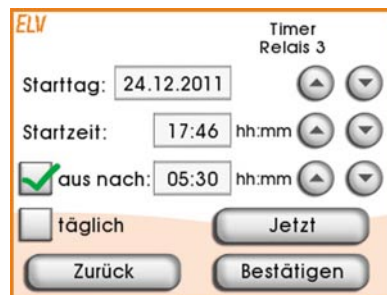 ELV
Timer
Relais 3
Starttag: 24.12.2011
Startzeit: 17:46 hh:mm
aus nach: 05:30 hh:mm
täglich Jetzt
Zurück Bestätigen